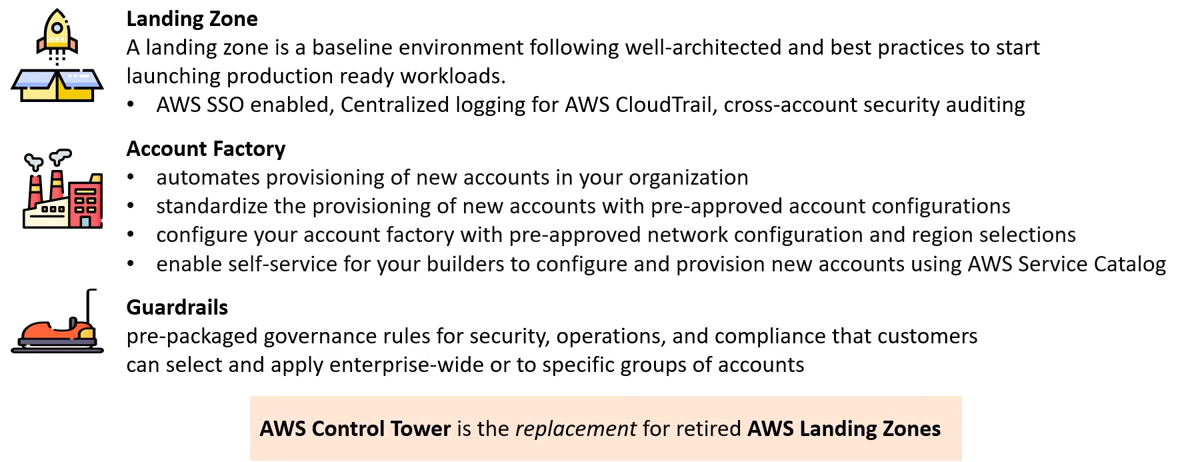 Landing Zone
A landing zone is a baseline environment following well-architected and best practices to start
launching production ready workloads.
• AWS SSO enabled, Centralized logging for AWS CloudTrail, cross-account security auditing
Account Factory
• automates provisioning of new accounts in your organization
• standardize the provisioning of new accounts with pre-approved account configurations
• configure your account factory with pre-approved network configuration and region selections
• enable self-service for your builders to configure and provision new accounts using AWS Service Catalog
Guardrails
pre-packaged governance rules for security, operations, and compliance that customers
can select and apply enterprise-wide or to specific groups of accounts
AWS Control Tower is the replacement for retired AWS Landing Zones